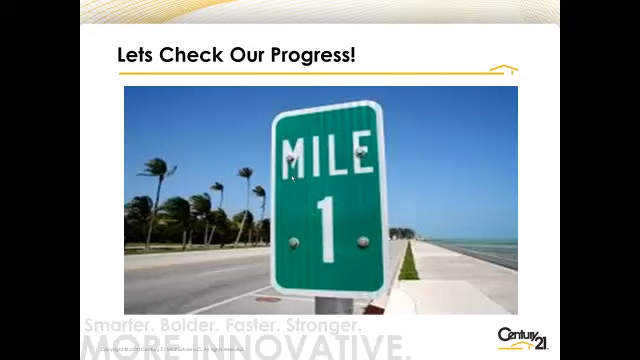 Lets Check Our Progress!
MILE
1
Smarter. Bolder. Faster. Stronger.
MORE INNOVATIVE.
Century 21